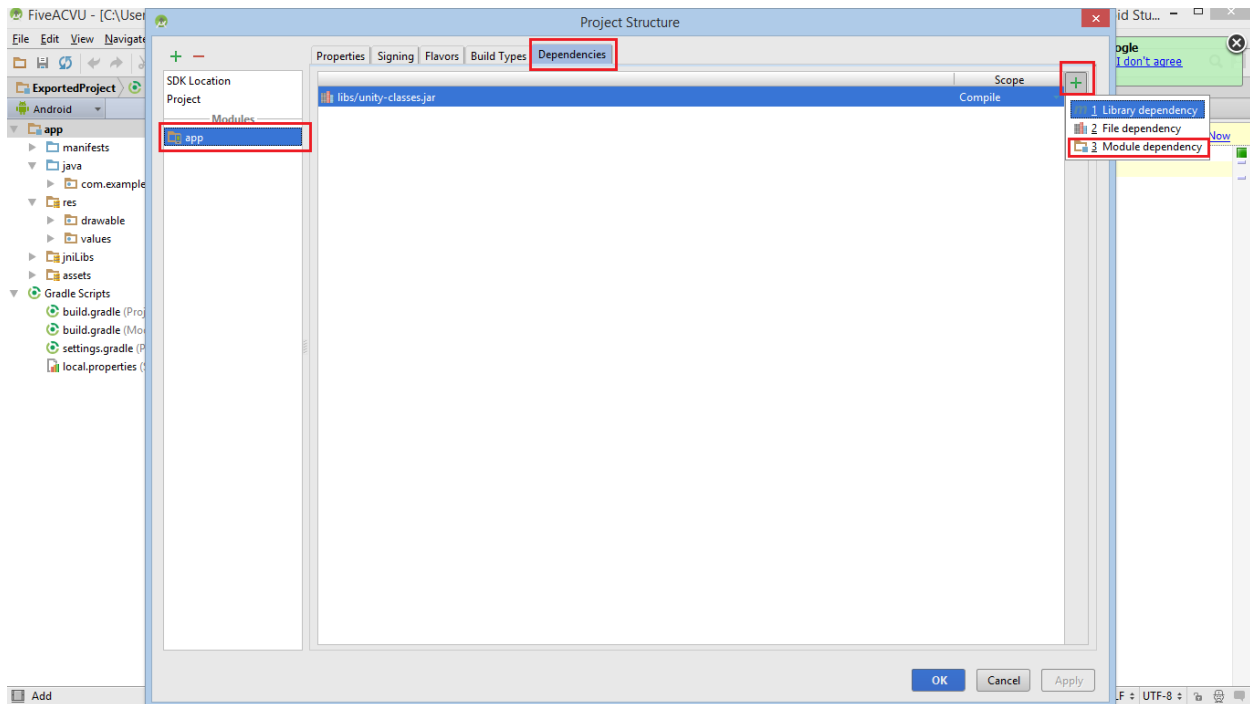 FiveACVU - [C:\User
Project Structure
id Stu...
File Edit View Navigate
ogle
I don't agree
ExportedProject
Android
app
manifests
java
com.example
res
drawable
values
jniLibs
assets
Gradle Scripts
build.gradle (Proj
build.gradle (Mo
settings.gradle (P
local.properties (
SDK Location
Project
Modules
app
Properties Signing Flavors Build Types Dependencies
Scope
libs/unity-classes.jar Compile
1 Library dependency
2 File dependency
3 Module dependency
Now
OK Cancel Apply
Add
LF UTF-8